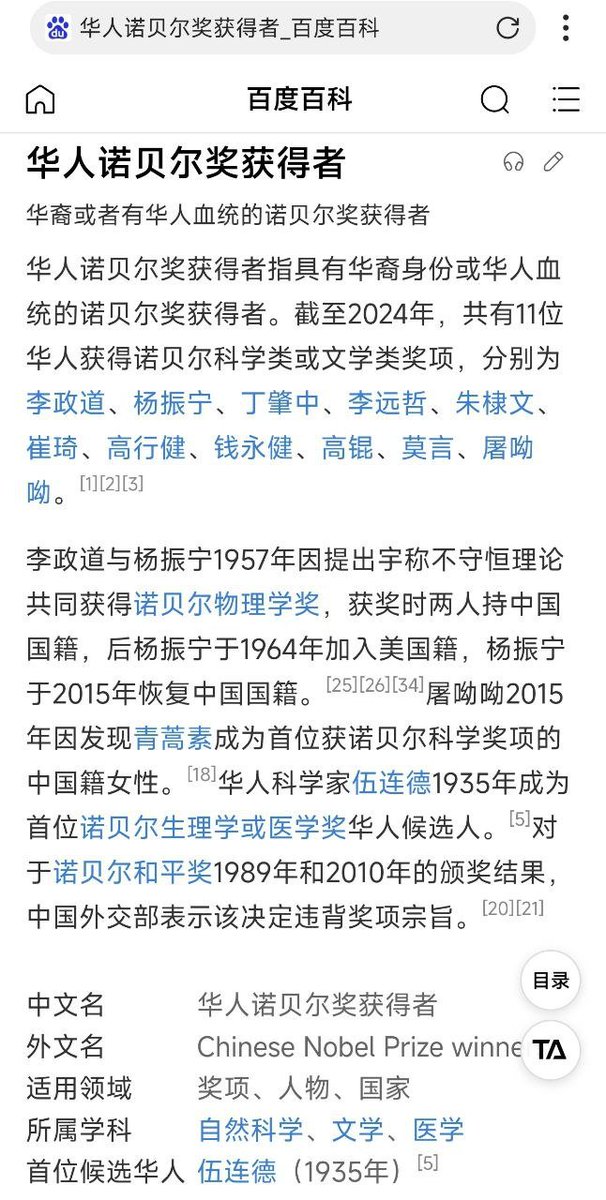 du 华人诺贝尔奖获得者_百度百科
百度百科
华人诺贝尔奖获得者
华裔或者有华人血统的诺贝尔奖获得者
华人诺贝尔奖获得者指具有华裔身份或华人血
统的诺贝尔奖获得者。截至2024年，共有11位
华人获得诺贝尔科学类或文学类奖项，分别为
李政道、杨振宁、丁肇中、李远哲、朱棣文、
崔琦、高行健、钱永健、高锟、莫言、屠呦
呦。[1][2][3]
李政道与杨振宁1957年因提出宇称不守恒理论
共同获得诺贝尔物理学奖，获奖时两人持中国
国籍，后杨振宁于1964年加入美国籍，杨振宁
于2015年恢复中国国籍。[25][26][34]屠呦呦2015
年因发现青蒿素成为首位获诺贝尔科学奖项的
中国籍女性。[18]华人科学家伍连德1935年成为
首位诺贝尔生理学或医学奖华人候选人。[5]对
于诺贝尔和平奖1989年和2010年的颁奖结果，
中国外交部表示该决定违背奖项宗旨。[20][21]
目录
中文名 华人诺贝尔奖获得者
外文名 Chinese Nobel Prize winne
TA
适用领域 奖项、人物、国家
所属学科 自然科学、文学、医学
首位候选华人 伍连德（1935年）[5]